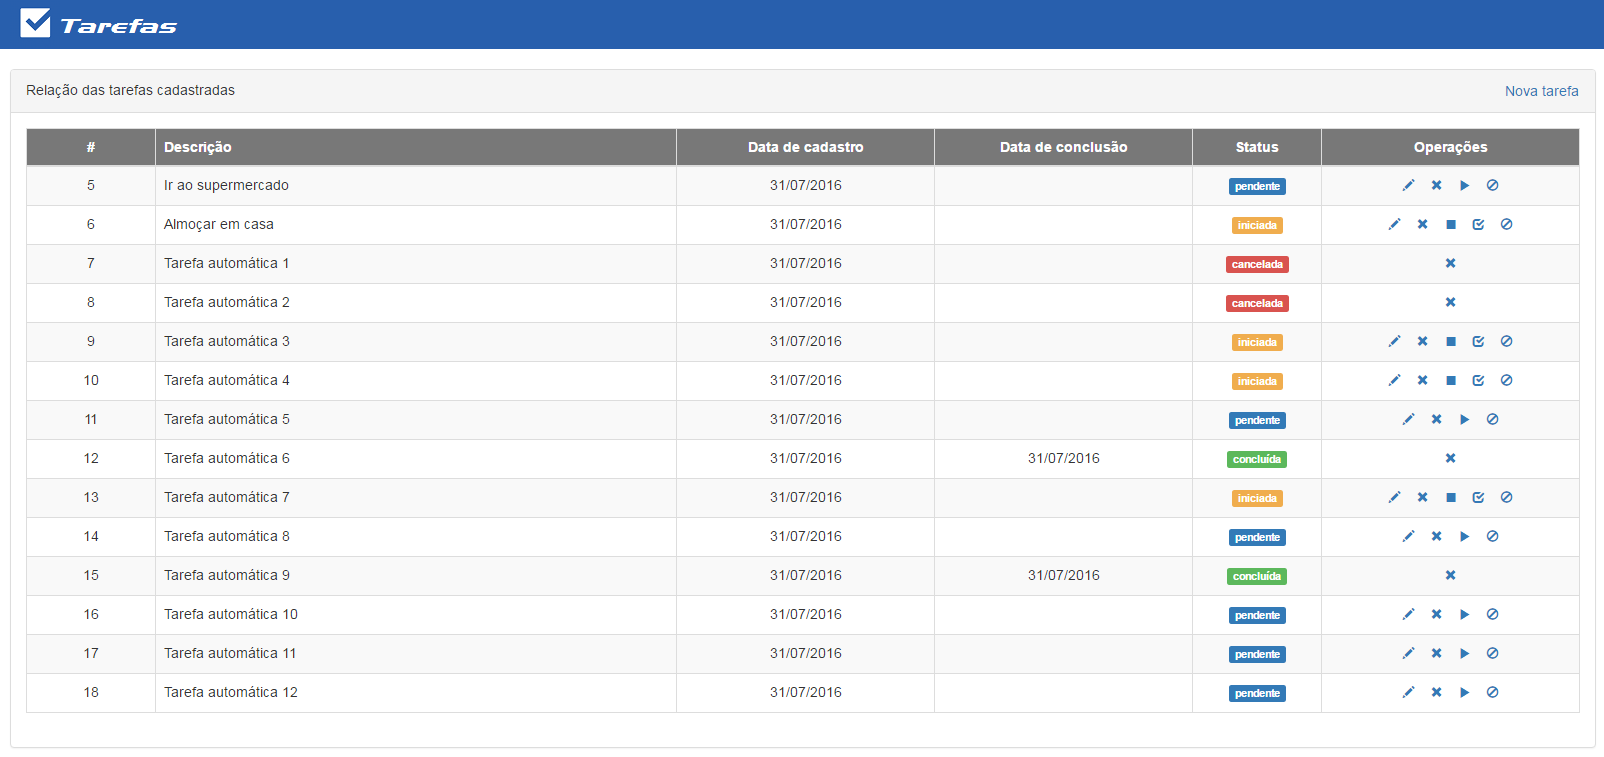 Tarefas
Relação das tarefas cadastradas Nova tarefa
# Descrição Data de cadastro Data de conclusão Status Operações
5 Ir ao supermercado 31/07/2016 pendente
6 Almoçar em casa 31/07/2016 iniciada
7 Tarefa automática 1 31/07/2016 cancelada
8 Tarefa automática 2 31/07/2016 cancelada
9 Tarefa automática 3 31/07/2016 iniciada
10 Tarefa automática 4 31/07/2016 iniciada
11 Tarefa automática 5 31/07/2016 pendente
12 Tarefa automática 6 31/07/2016 31/07/2016 concluída
13 Tarefa automática 7 31/07/2016 iniciada
14 Tarefa automática 8 31/07/2016 pendente
15 Tarefa automática 9 31/07/2016 31/07/2016 concluída
16 Tarefa automática 10 31/07/2016 pendente
17 Tarefa automática 11 31/07/2016 pendente
18 Tarefa automática 12 31/07/2016 pendente